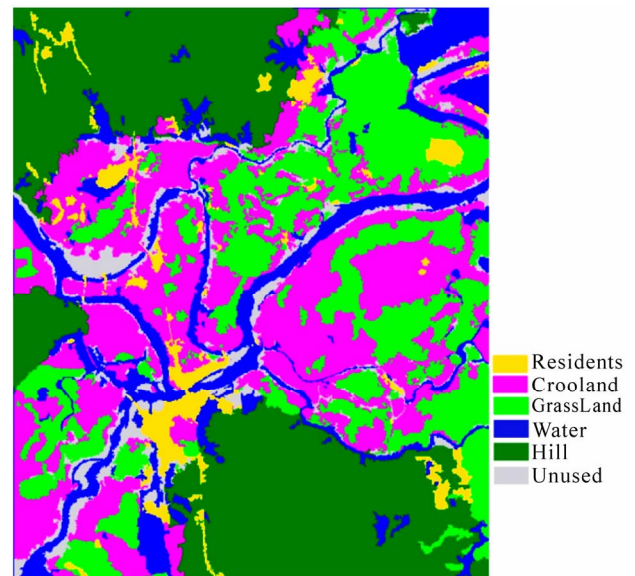 Residents
Crooland
GrassLand
Water
Hill
Unused